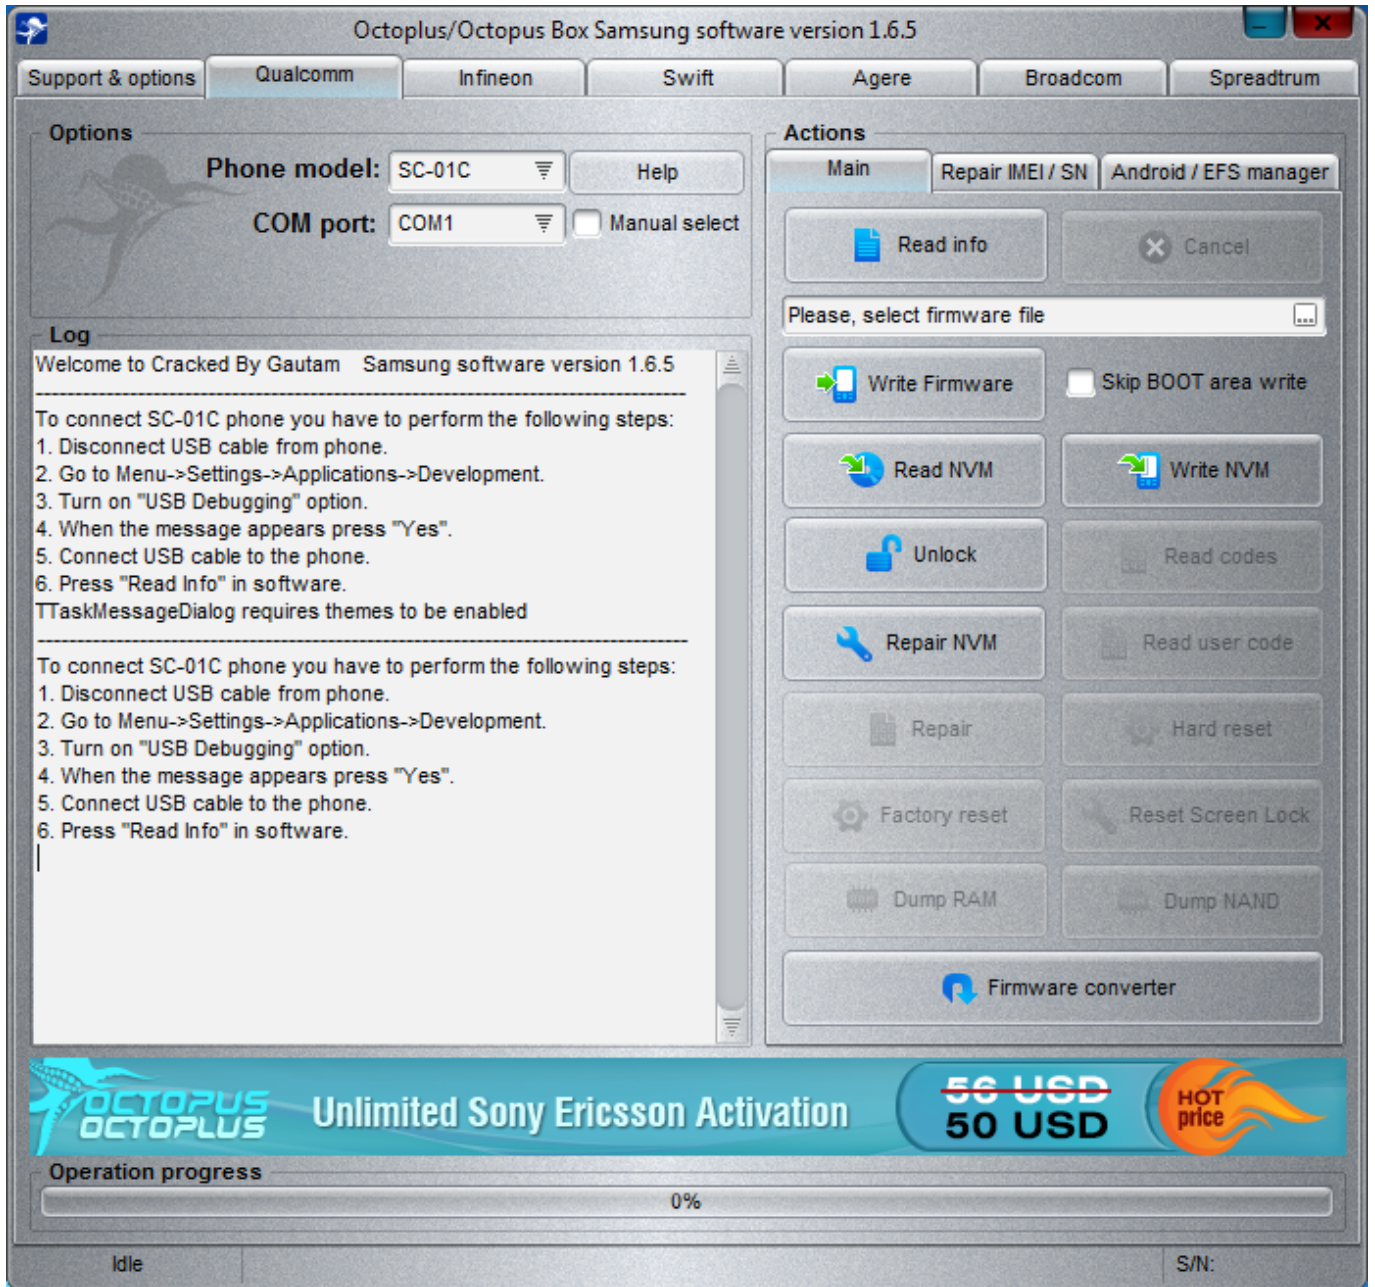 Octoplus/Octopus Box Samsung software version 1.6.5
Support & options
Qualcomm
Infineon
Swift
Agere
Broadcom
Spreadtrum
Options
Phone model:
SC-01C
Help
COM port:
COM1
Manual select
Log
Welcome to Cracked By Gautam Samsung software version 1.6.5
--------------------------------------------------------------------------------
To connect SC-01C phone you have to perform the following steps:
1. Disconnect USB cable from phone.
2. Go to Menu->Settings->Applications->Development.
3. Turn on "USB Debugging" option.
4. When the message appears press "Yes".
5. Connect USB cable to the phone.
6. Press "Read Info" in software.
TTaskMessageDialog requires themes to be enabled
--------------------------------------------------------------------------------
To connect SC-01C phone you have to perform the following steps:
1. Disconnect USB cable from phone.
2. Go to Menu->Settings->Applications->Development.
3. Turn on "USB Debugging" option.
4. When the message appears press "Yes".
5. Connect USB cable to the phone.
6. Press "Read Info" in software.
Actions
Main
Repair IMEI / SN
Android / EFS manager
Read info
Cancel
Please, select firmware file
...
Write Firmware
Skip BOOT area write
Read NVM
Write NVM
Unlock
Read codes
Repair NVM
Read user code
Repair
Hard reset
Factory reset
Reset Screen Lock
Dump RAM
Dump NAND
Firmware converter
OCTOPUS
OCTOPLUS
Unlimited Sony Ericsson Activation
56 USD
50 USD
HOT
price
Operation progress
0%
Idle
S/N: